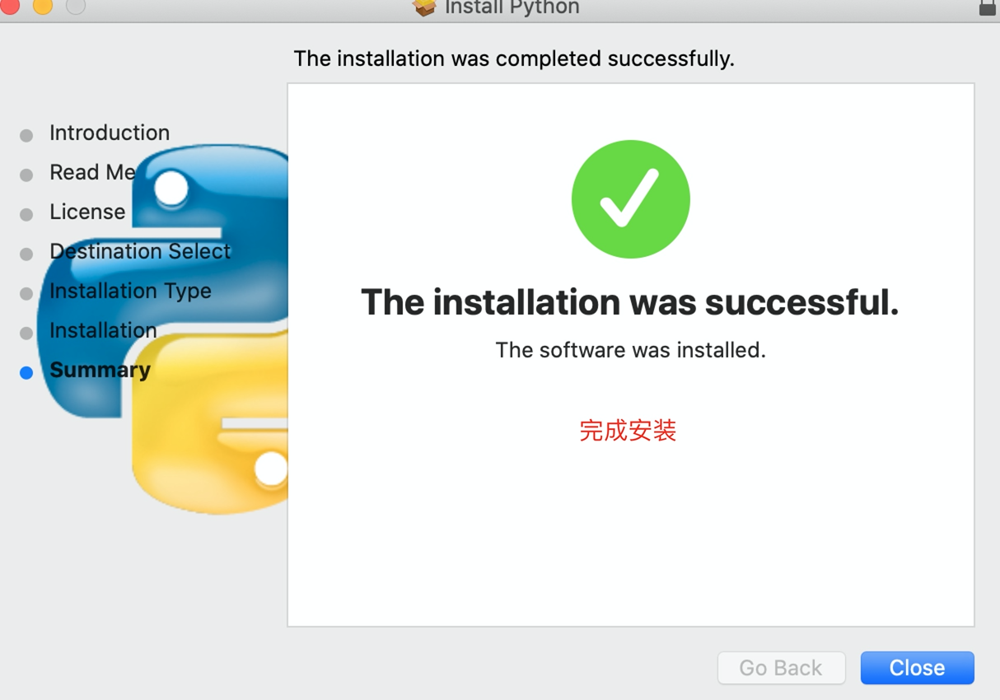 Install Python
The installation was completed successfully.
Introduction
Read Me
License
Destination Select
Installation Type
Installation
Summary
The installation was successful.
The software was installed.
完成安装
Go Back
Close